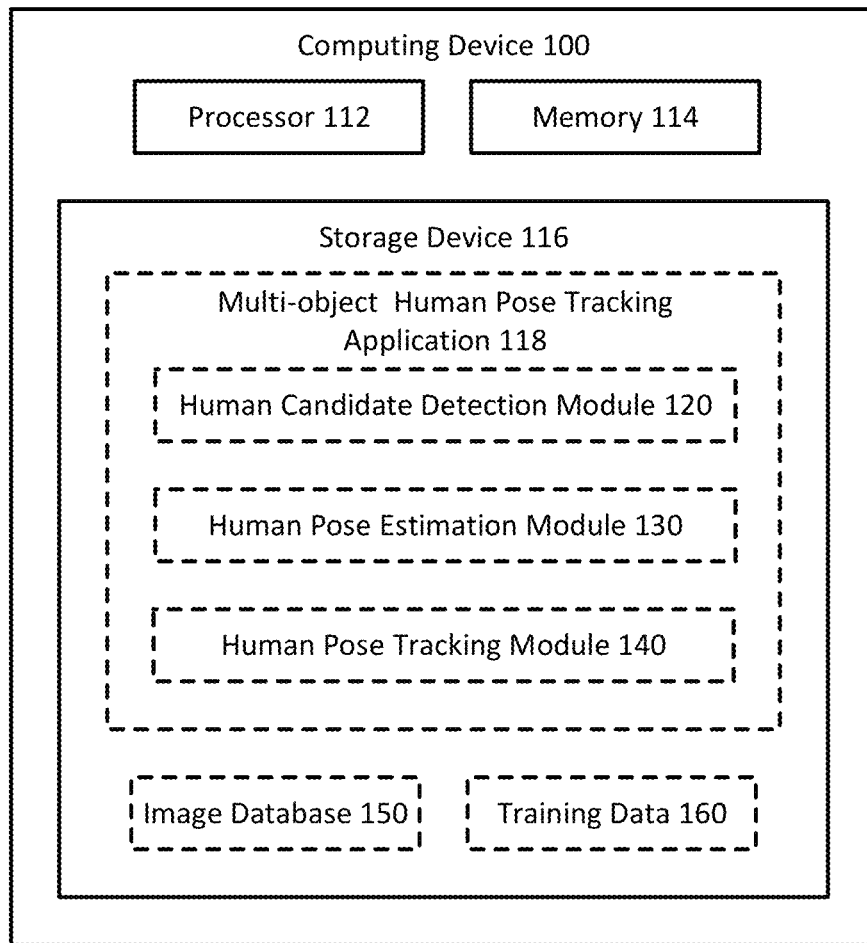 Computing Device 100
Processor 112
Memory 114
Storage Device 116
Multi-object Human Pose Tracking
Application 118
Human Candidate Detection Module 120
Human Pose Estimation Module 130
Human Pose Tracking Module 140
Image Database 150
Training Data 160